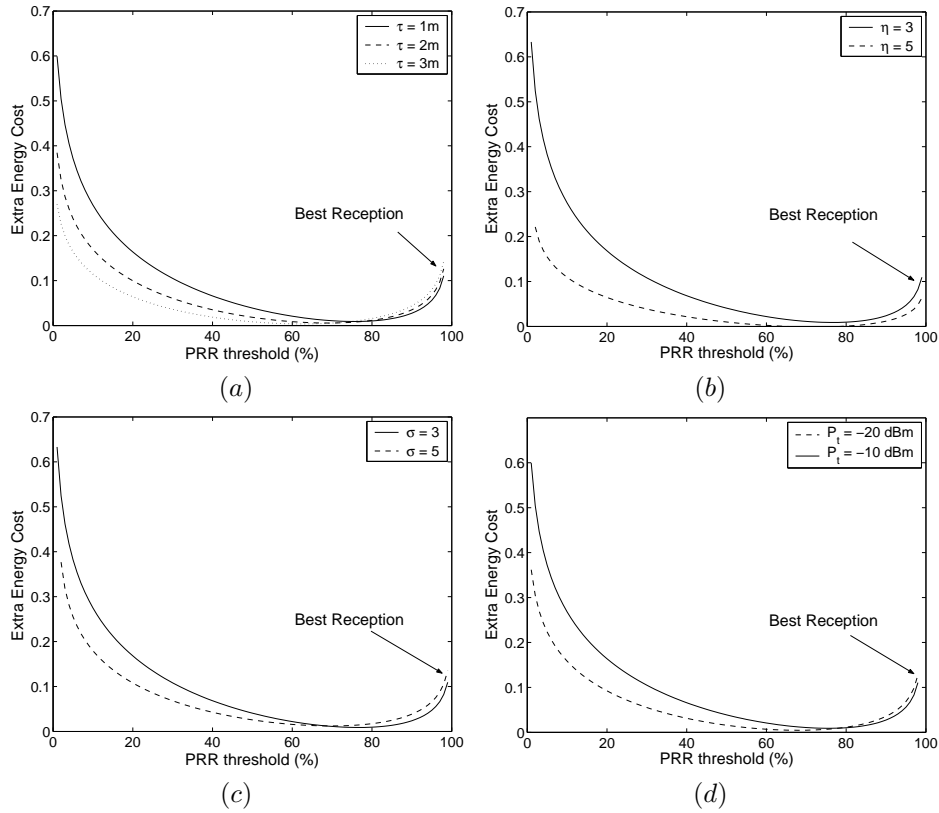 0.7
0.6
0.5
0.4
0.3
0.2
0.1
0
Extra Energy Cost
τ = 1m
τ = 2m
τ = 3m
Best Reception
0 20 40 60 80 100
PRR threshold (%)
(a)
0.7
0.6
0.5
0.4
0.3
0.2
0.1
0
Extra Energy Cost
η = 3
η = 5
Best Reception
0 20 40 60 80 100
PRR threshold (%)
(b)
0.7
0.6
0.5
0.4
0.3
0.2
0.1
0
Extra Energy Cost
σ = 3
σ = 5
Best Reception
0 20 40 60 80 100
PRR threshold (%)
(c)
0.6
0.5
0.4
0.3
0.2
0.1
0
Extra Energy Cost
P_t = −20 dBm
P_t = −10 dBm
Best Reception
0 20 40 60 80 100
PRR threshold (%)
(d)